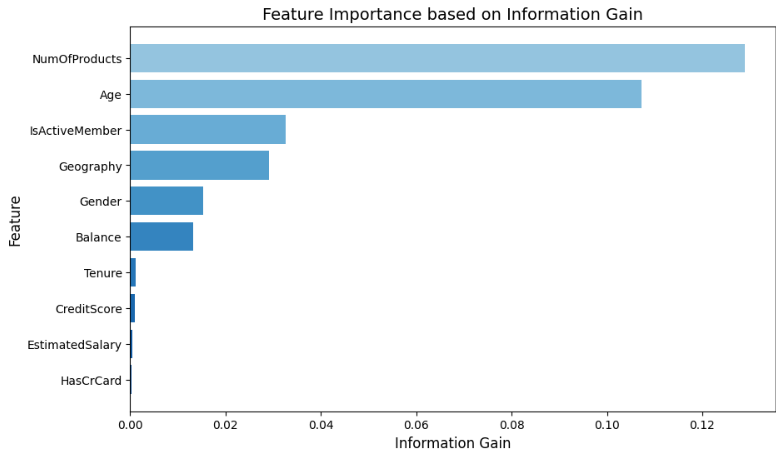 Feature Importance based on Information Gain
NumOfProducts
Age
IsActiveMember
Geography
Gender
Balance
Tenure
CreditScore
EstimatedSalary
HasCrCard
Feature
0.00 0.02 0.04 0.06 0.08 0.10 0.12
Information Gain